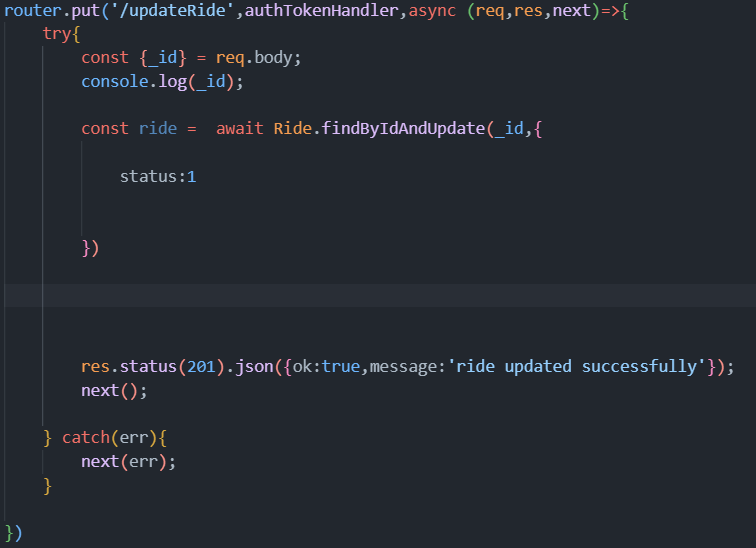 router.put('/updateRide',authTokenHandler,async (req,res,next)=>{
try{
const {_id} = req.body;
console.log(_id);
const ride =  await Ride.findByIdAndUpdate(_id,{
status:1
})
res.status(201).json({ok:true,message:'ride updated successfully'});
next();
} catch(err){
next(err);
}
})